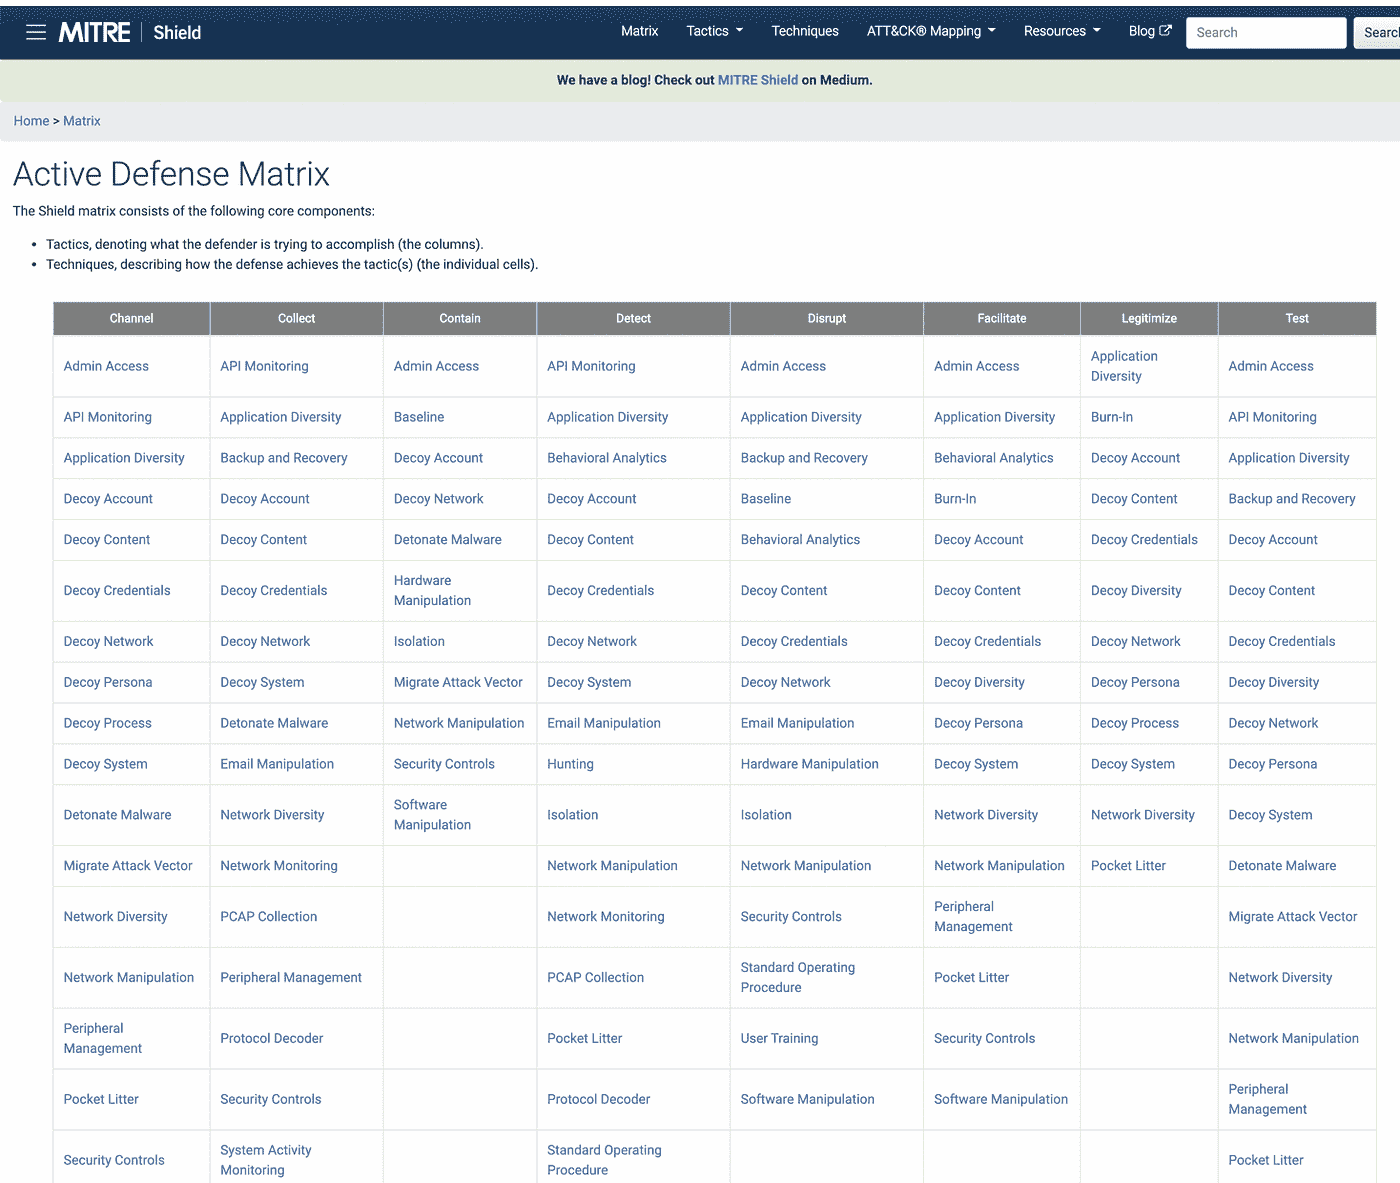 MITRE | Shield Matrix Tactics Techniques ATT&CK® Mapping Resources Blog Search
We have a blog! Check out MITRE Shield on Medium.
Home > Matrix
Active Defense Matrix
The Shield matrix consists of the following core components:
• Tactics, denoting what the defender is trying to accomplish (the columns).
• Techniques, describing how the defense achieves the tactic(s) (the individual cells).
Channel Collect Contain Detect Disrupt Facilitate Legitimize Test
Admin Access API Monitoring Admin Access API Monitoring Admin Access Admin Access Application Diversity Admin Access
API Monitoring Application Diversity Baseline Application Diversity Application Diversity Application Diversity Burn-In API Monitoring
Application Diversity Backup and Recovery Decoy Account Behavioral Analytics Backup and Recovery Behavioral Analytics Decoy Account Application Diversity
Decoy Account Decoy Account Decoy Network Decoy Account Baseline Burn-In Decoy Content Backup and Recovery
Decoy Content Decoy Content Detonate Malware Decoy Content Behavioral Analytics Decoy Account Decoy Credentials Decoy Account
Decoy Credentials Decoy Credentials Hardware Manipulation Decoy Credentials Decoy Content Decoy Content Decoy Diversity Decoy Content
Decoy Network Decoy Network Isolation Decoy Network Decoy Credentials Decoy Credentials Decoy Network Decoy Credentials
Decoy Persona Decoy System Migrate Attack Vector Decoy System Decoy Network Decoy Diversity Decoy Persona Decoy Diversity
Decoy Process Detonate Malware Network Manipulation Email Manipulation Email Manipulation Decoy Persona Decoy Process Decoy Network
Decoy System Email Manipulation Security Controls Hunting Hardware Manipulation Decoy System Decoy System Decoy Persona
Detonate Malware Network Diversity Software Manipulation Isolation Isolation Network Diversity Network Diversity Decoy System
Migrate Attack Vector Network Monitoring Network Manipulation Network Manipulation Network Manipulation Pocket Litter Detonate Malware
Network Diversity PCAP Collection Network Monitoring Security Controls Peripheral Management Migrate Attack Vector
Network Manipulation Peripheral Management PCAP Collection Standard Operating Procedure Pocket Litter Network Diversity
Peripheral Management Protocol Decoder Pocket Litter User Training Security Controls Network Manipulation
Pocket Litter Security Controls Protocol Decoder Software Manipulation Software Manipulation Peripheral Management
Security Controls System Activity Monitoring Standard Operating Procedure Pocket Litter